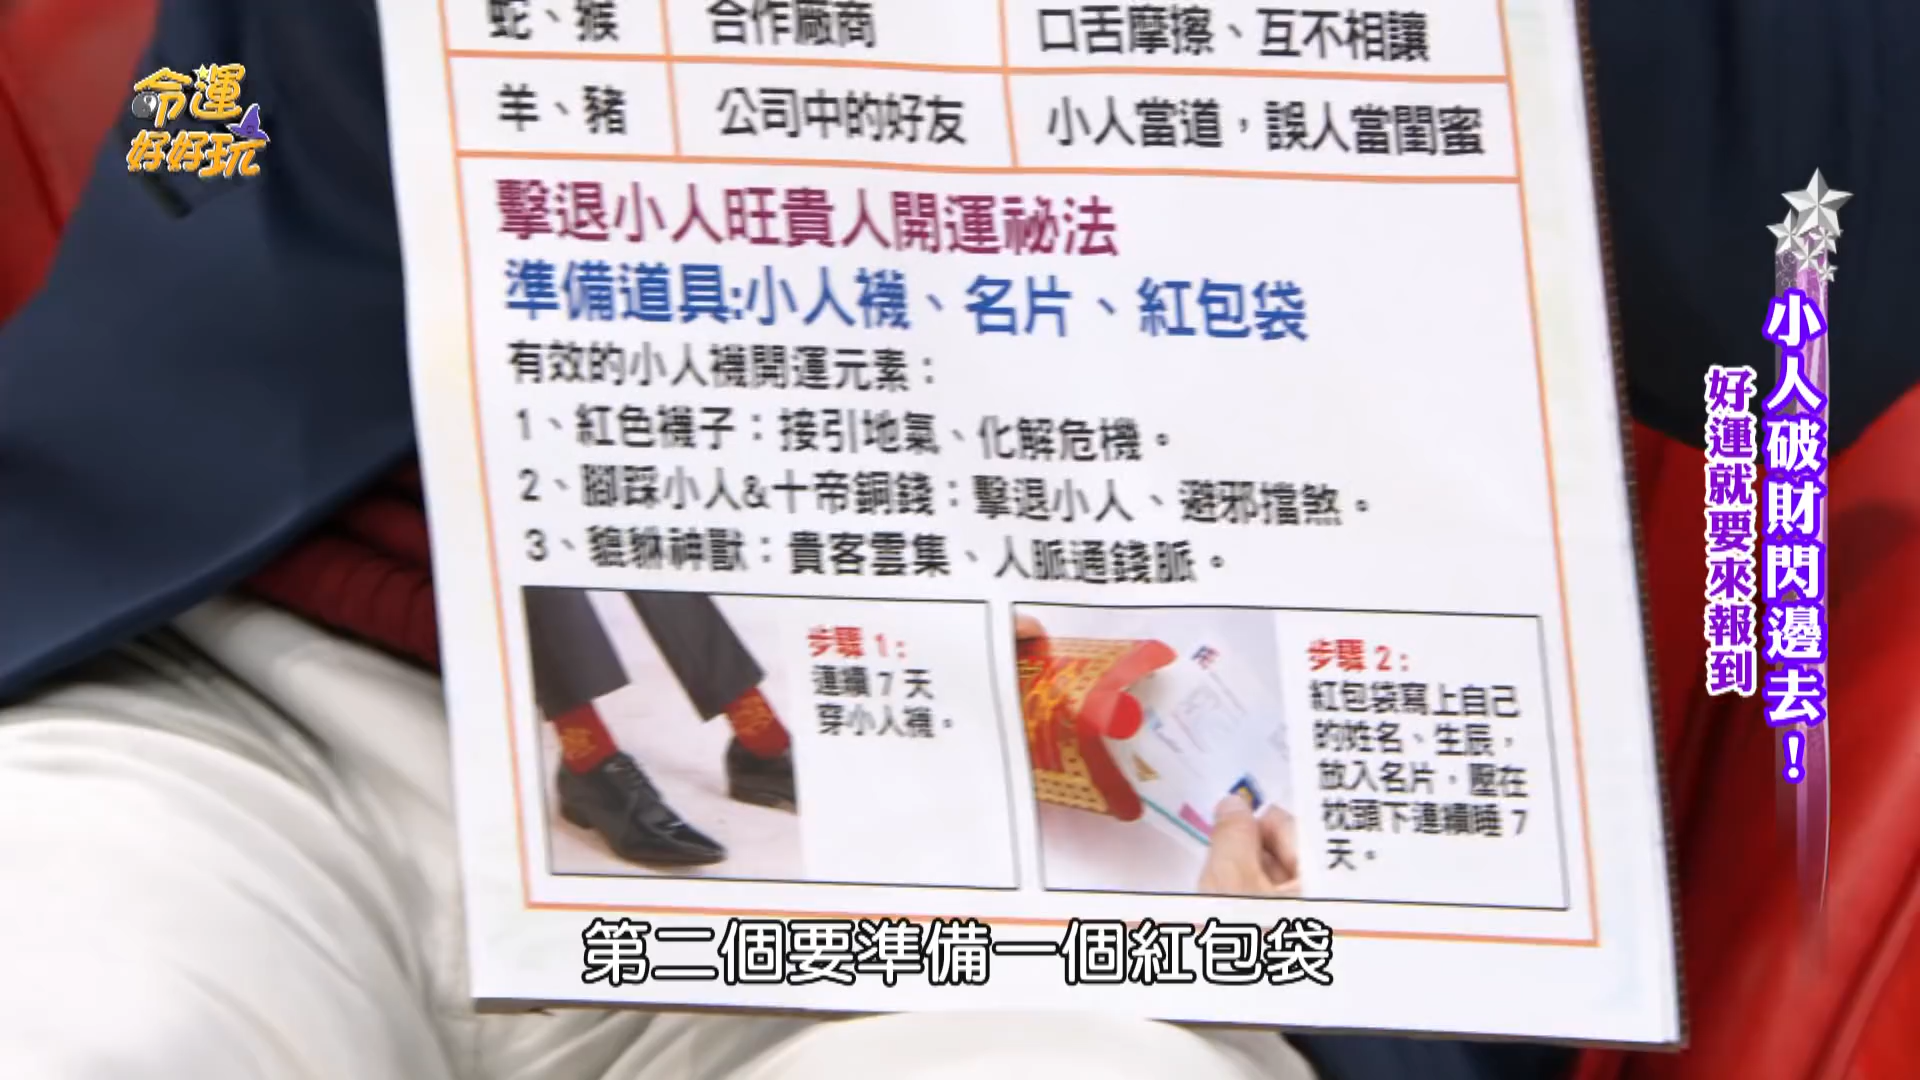 命運
好好玩
蛇、猴 合作廠商 口舌摩擦、互不相讓
羊、豬 公司中的好友 小人當道，誤人當閨蜜
擊退小人旺貴人開運祕法
準備道具:小人襪、名片、紅包袋
有效的小人襪開運元素：
1、紅色襪子：接引地氣、化解危機。
2、腳踩小人&十帝銅錢：擊退小人、避邪擋煞。
3、貔貅神獸：貴客雲集、人脈通錢脈。
步驟 1:
連續 7 天
穿小人襪。
步驟 2:
紅包袋寫上自己
的姓名、生辰，
放入名片，壓在
枕頭下連續睡 7
天。
小人破財閃邊去！
好運就要來報到
第二個要準備一個紅包袋